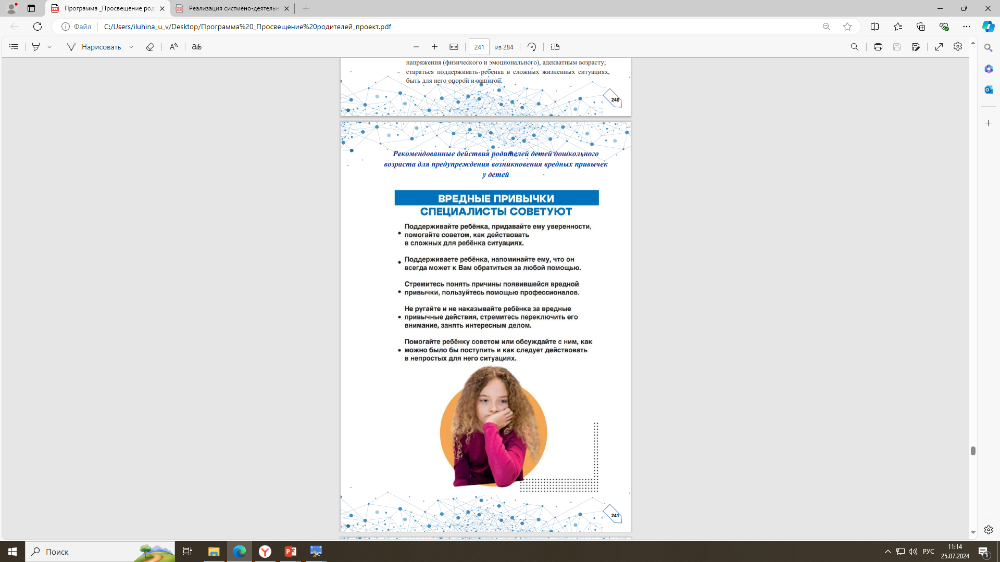 Программа _Просвещение род
Реализация систмено-деятельн
Файл
C:/Users/iluhina_u_v/Desktop/Программа%20_Просвещение%20родителей_проект.pdf
Нарисовать
241 из 284
напряжения (физического и эмоционального), адекватным возрасту;
– стараться поддерживать ребенка в сложных жизненных ситуациях,
быть для него опорой и защитой.
240
Рекомендованные действия родителей детей дошкольного
возраста для предупреждения возникновения вредных привычек
у детей
ВРЕДНЫЕ ПРИВЫЧКИ
СПЕЦИАЛИСТЫ СОВЕТУЮТ
Поддерживайте ребёнка, придавайте ему уверенности,
• помогайте советом, как действовать
в сложных для ребёнка ситуациях.
Поддерживаете ребёнка, напоминайте ему, что он
• всегда может к Вам обратиться за любой помощью.
Стремитесь понять причины появившейся вредной
• привычки, пользуйтесь помощью профессионалов.
Не ругайте и не наказывайте ребёнка за вредные
• привычные действия, стремитесь переключить его
внимание, занять интересным делом.
Помогайте ребёнку советом или обсуждайте с ним, как
• можно было бы поступить и как следует действовать
в непростых для него ситуациях.
241
Поиск
РУС
11:14
25.07.2024
1